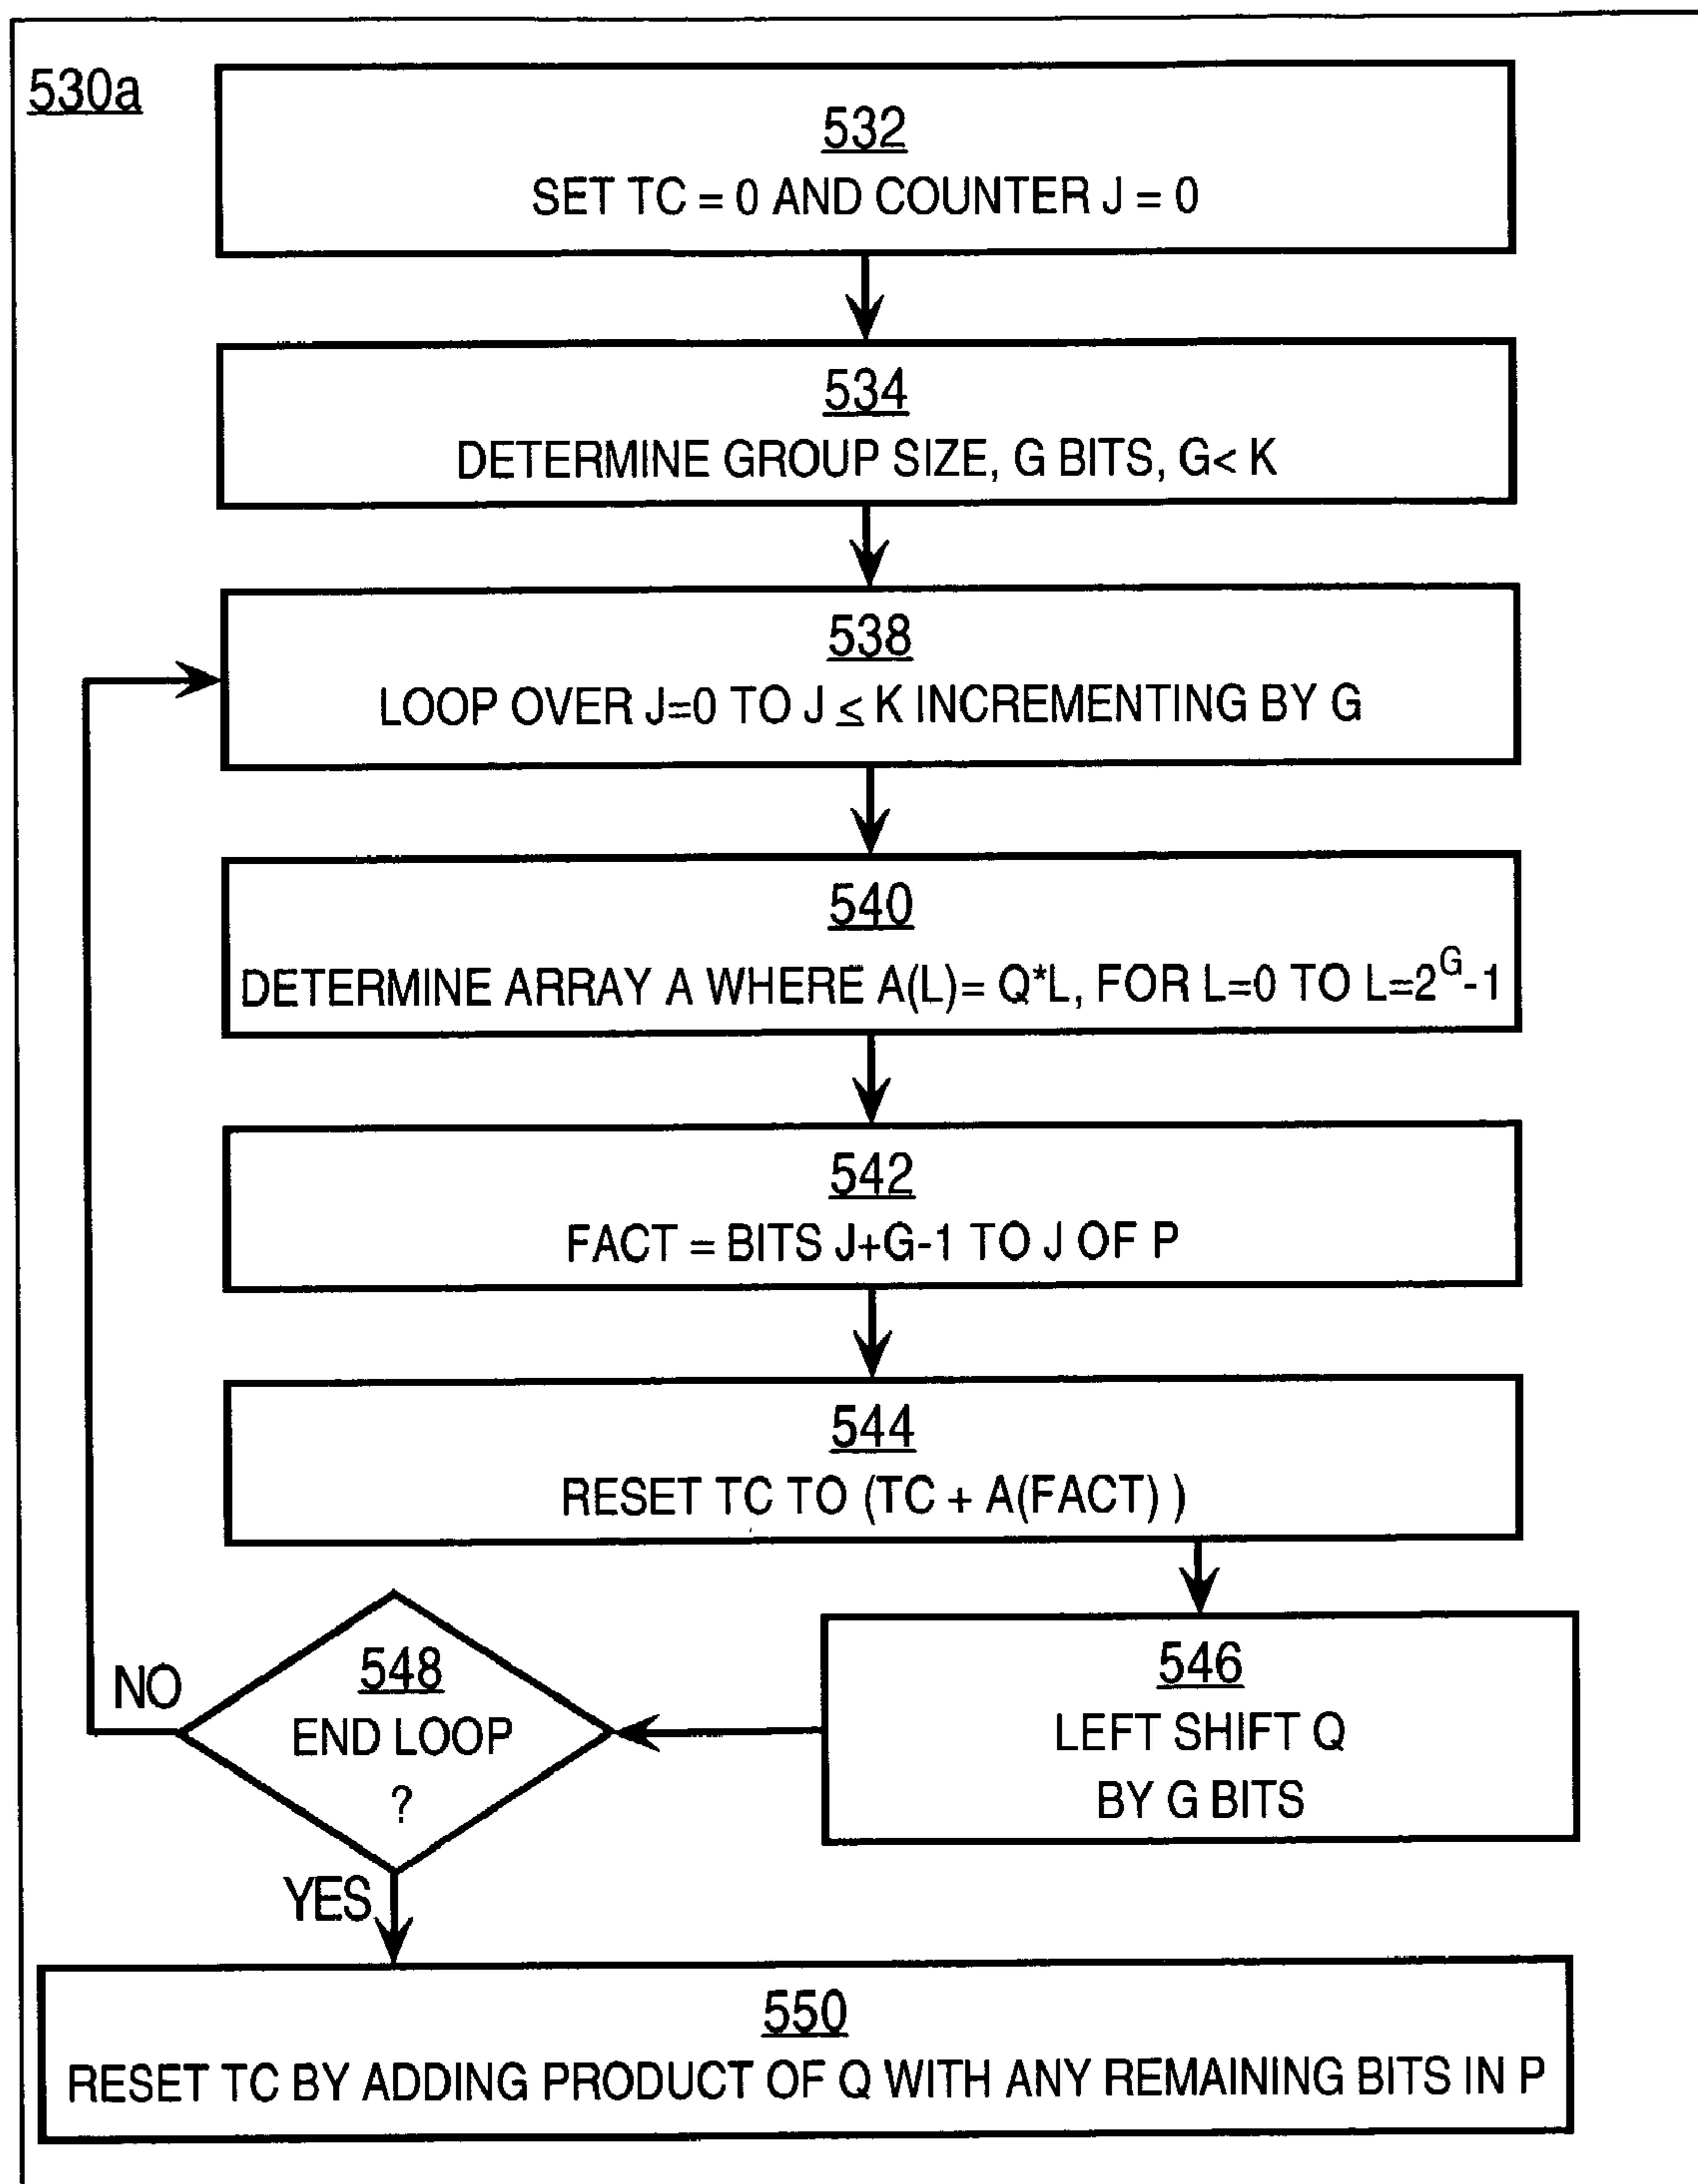 530a
532
SET TC = 0 AND COUNTER J = 0
534
DETERMINE GROUP SIZE, G BITS, G< K
538
LOOP OVER J=0 TO J ≤ K INCREMENTING BY G
540
DETERMINE ARRAY A WHERE A(L)= Q*L, FOR L=0 TO L=2^G-1
542
FACT = BITS J+G-1 TO J OF P
544
RESET TC TO (TC + A(FACT) )
546
LEFT SHIFT Q
BY G BITS
548
END LOOP
?
NO
YES
550
RESET TC BY ADDING PRODUCT OF Q WITH ANY REMAINING BITS IN P